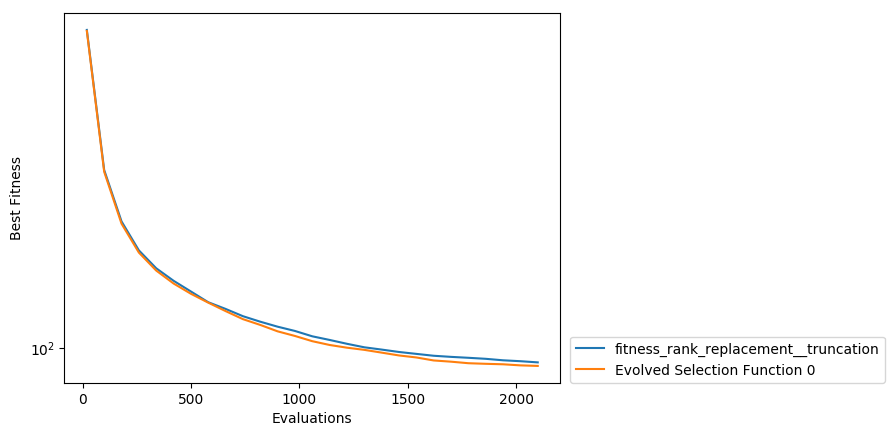 Best Fitness
10²
0
500
1000
1500
2000
Evaluations
fitness_rank_replacement__truncation
Evolved Selection Function 0